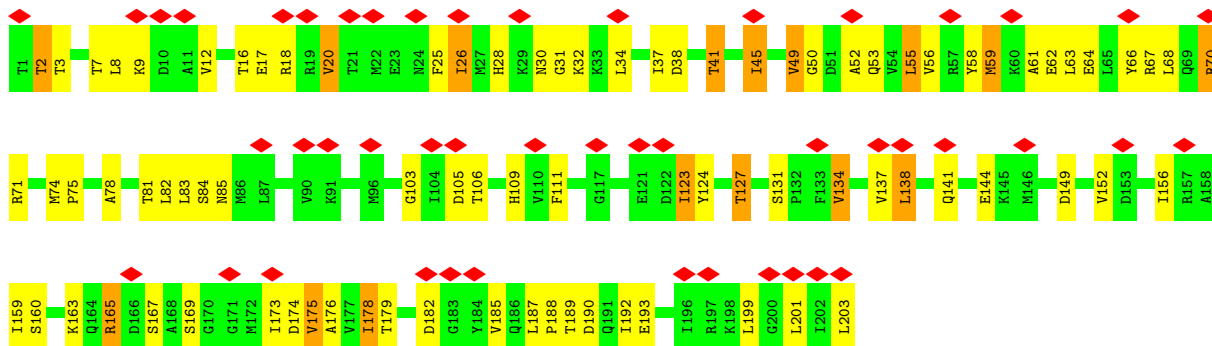 T1 T2 T3 T7 L8 K9 D10 A11 V12 T16 E17 R18 R19 V20 T21 M22 E23 N24 F25 I26 M27 H28 K29 N30 G31 K32 K33 L34 I37 D38 T41 I45 V49 G50 D51 A52 Q53 V54 L55 V56 R57 Y58 M59 K60 A61 E62 L63 E64 L65 Y66 R67 L68 Q69 R70
R71 M74 P75 A78 T81 L82 L83 S84 N85 M86 L87 V90 K91 M96 G103 I104 D105 T106 H109 V110 F111 G117 E121 D122 I123 Y124 T127 S131 P132 F133 V134 V137 L138 Q141 E144 K145 M146 D149 V152 D153 I156 R157 A158
I159 S160 K163 Q164 R165 D166 S167 A168 S169 G170 G171 M172 I173 D174 V175 A176 V177 I178 T179 D182 G183 Y184 V185 Q186 L187 P188 T189 D190 Q191 I192 E193 I196 R197 K198 L199 G200 L201 I202 L203